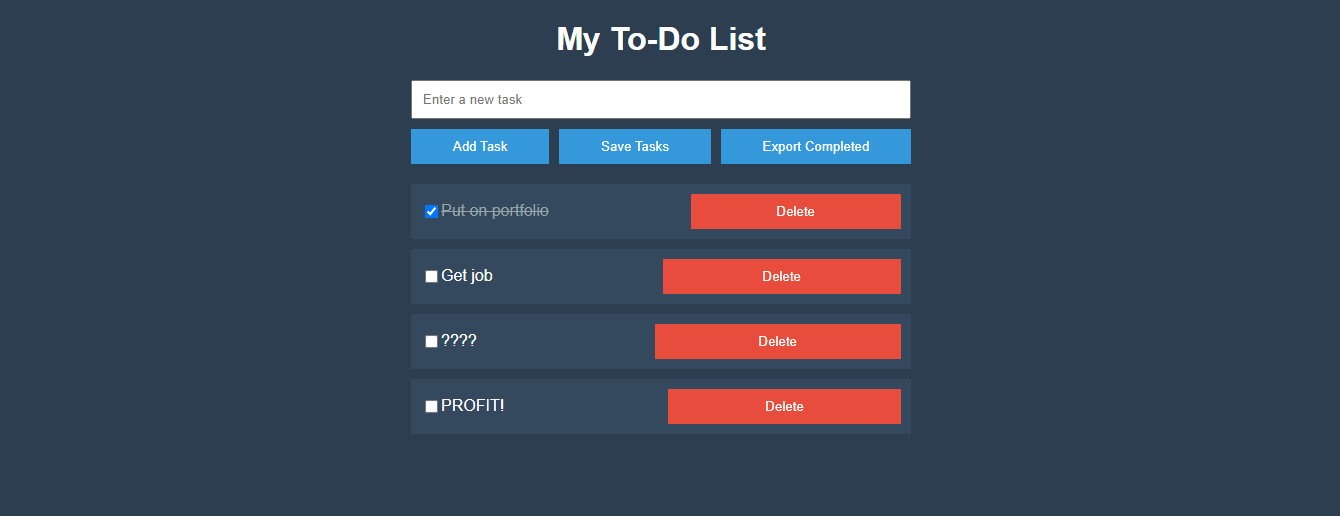 My To-Do List
Enter a new task
Add Task Save Tasks Export Completed
Put on portfolio Delete
Get job Delete
???? Delete
PROFIT! Delete